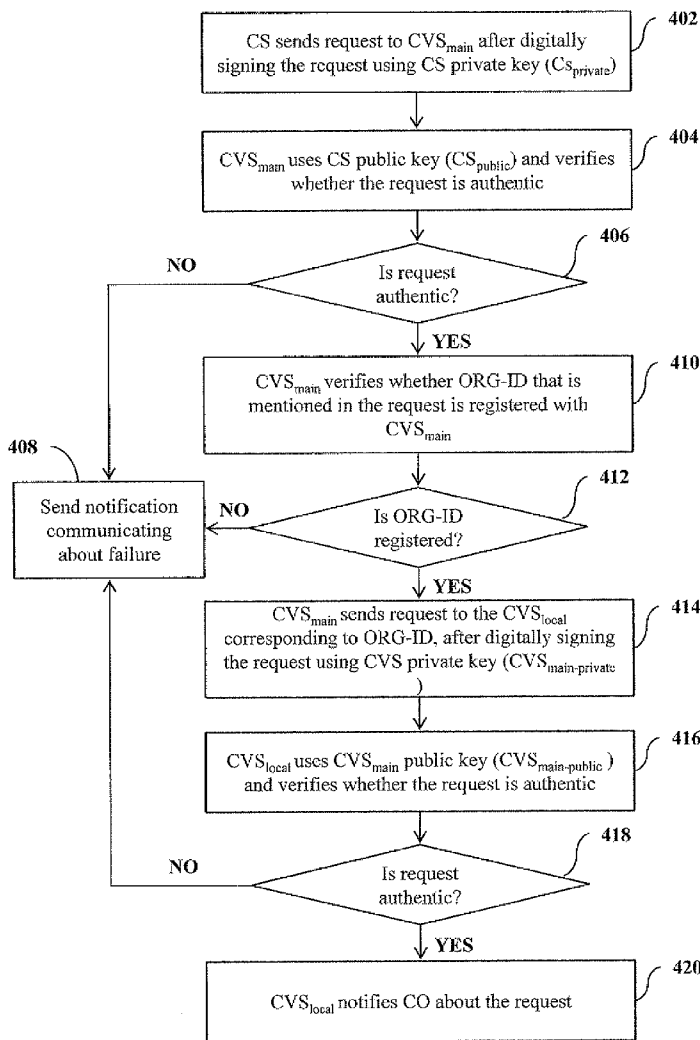 402
CS sends request to CVSmain after digitally
signing the request using CS private key (Csprivate)
404
CVSmain uses CS public key (CSpublic) and verifies
whether the request is authentic
406
NO
Is request
authentic?
YES
410
CVSmain verifies whether ORG-ID that is
mentioned in the request is registered with
CVSmain
408
Send notification
communicating
about failure
412
NO
Is ORG-ID
registered?
YES
414
CVSmain sends request to the CVSlocal
corresponding to ORG-ID, after digitally signing
the request using CVS private key (CVSmain-private
)
416
CVSlocal uses CVSmain public key (CVSmain-public )
and verifies whether the request is authentic
418
NO
Is request
authentic?
YES
420
CVSlocal notifies CO about the request